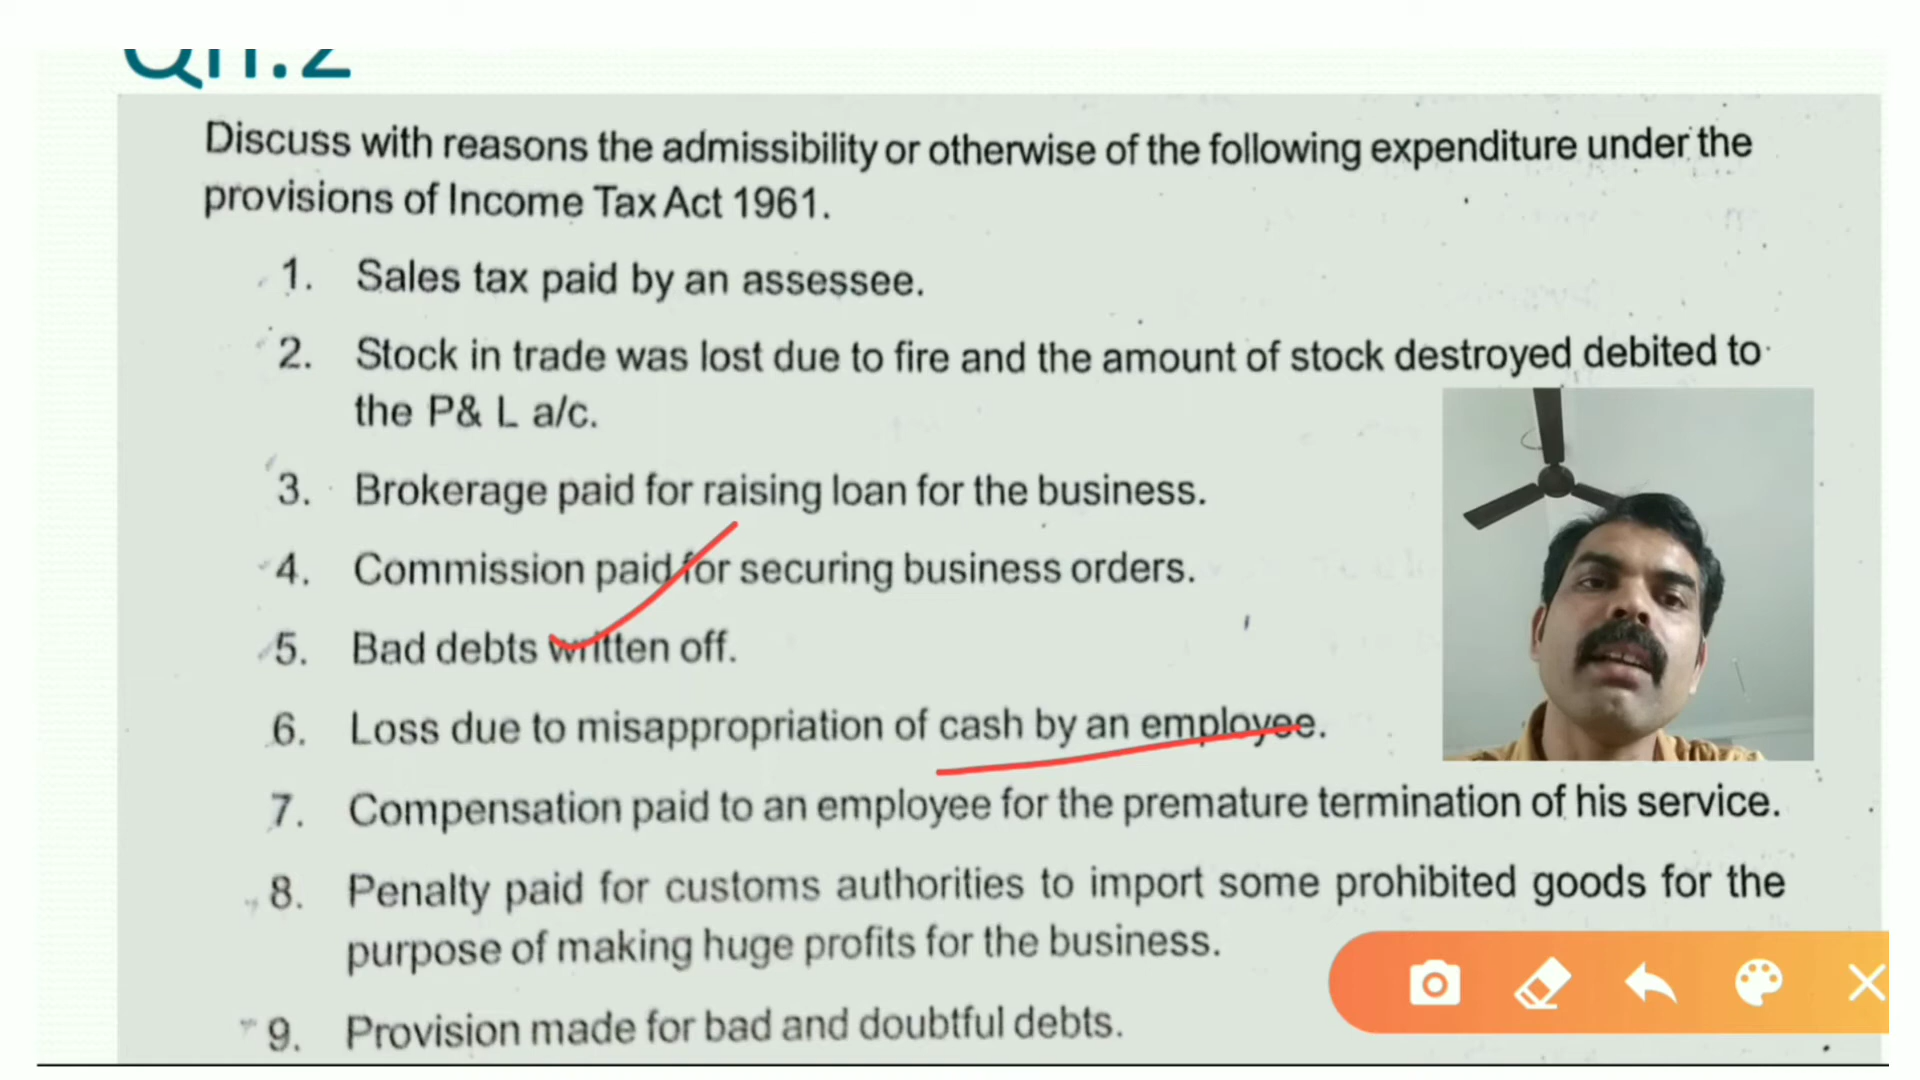 Qn.2
Discuss with reasons the admissibility or otherwise of the following expenditure under the
provisions of Income Tax Act 1961.
1. Sales tax paid by an assessee.
2. Stock in trade was lost due to fire and the amount of stock destroyed debited to
the P& L a/c.
3. Brokerage paid for raising loan for the business.
4. Commission paid for securing business orders.
5. Bad debts written off.
6. Loss due to misappropriation of cash by an employee.
7. Compensation paid to an employee for the premature termination of his service.
8. Penalty paid for customs authorities to import some prohibited goods for the
purpose of making huge profits for the business.
9. Provision made for bad and doubtful debts.